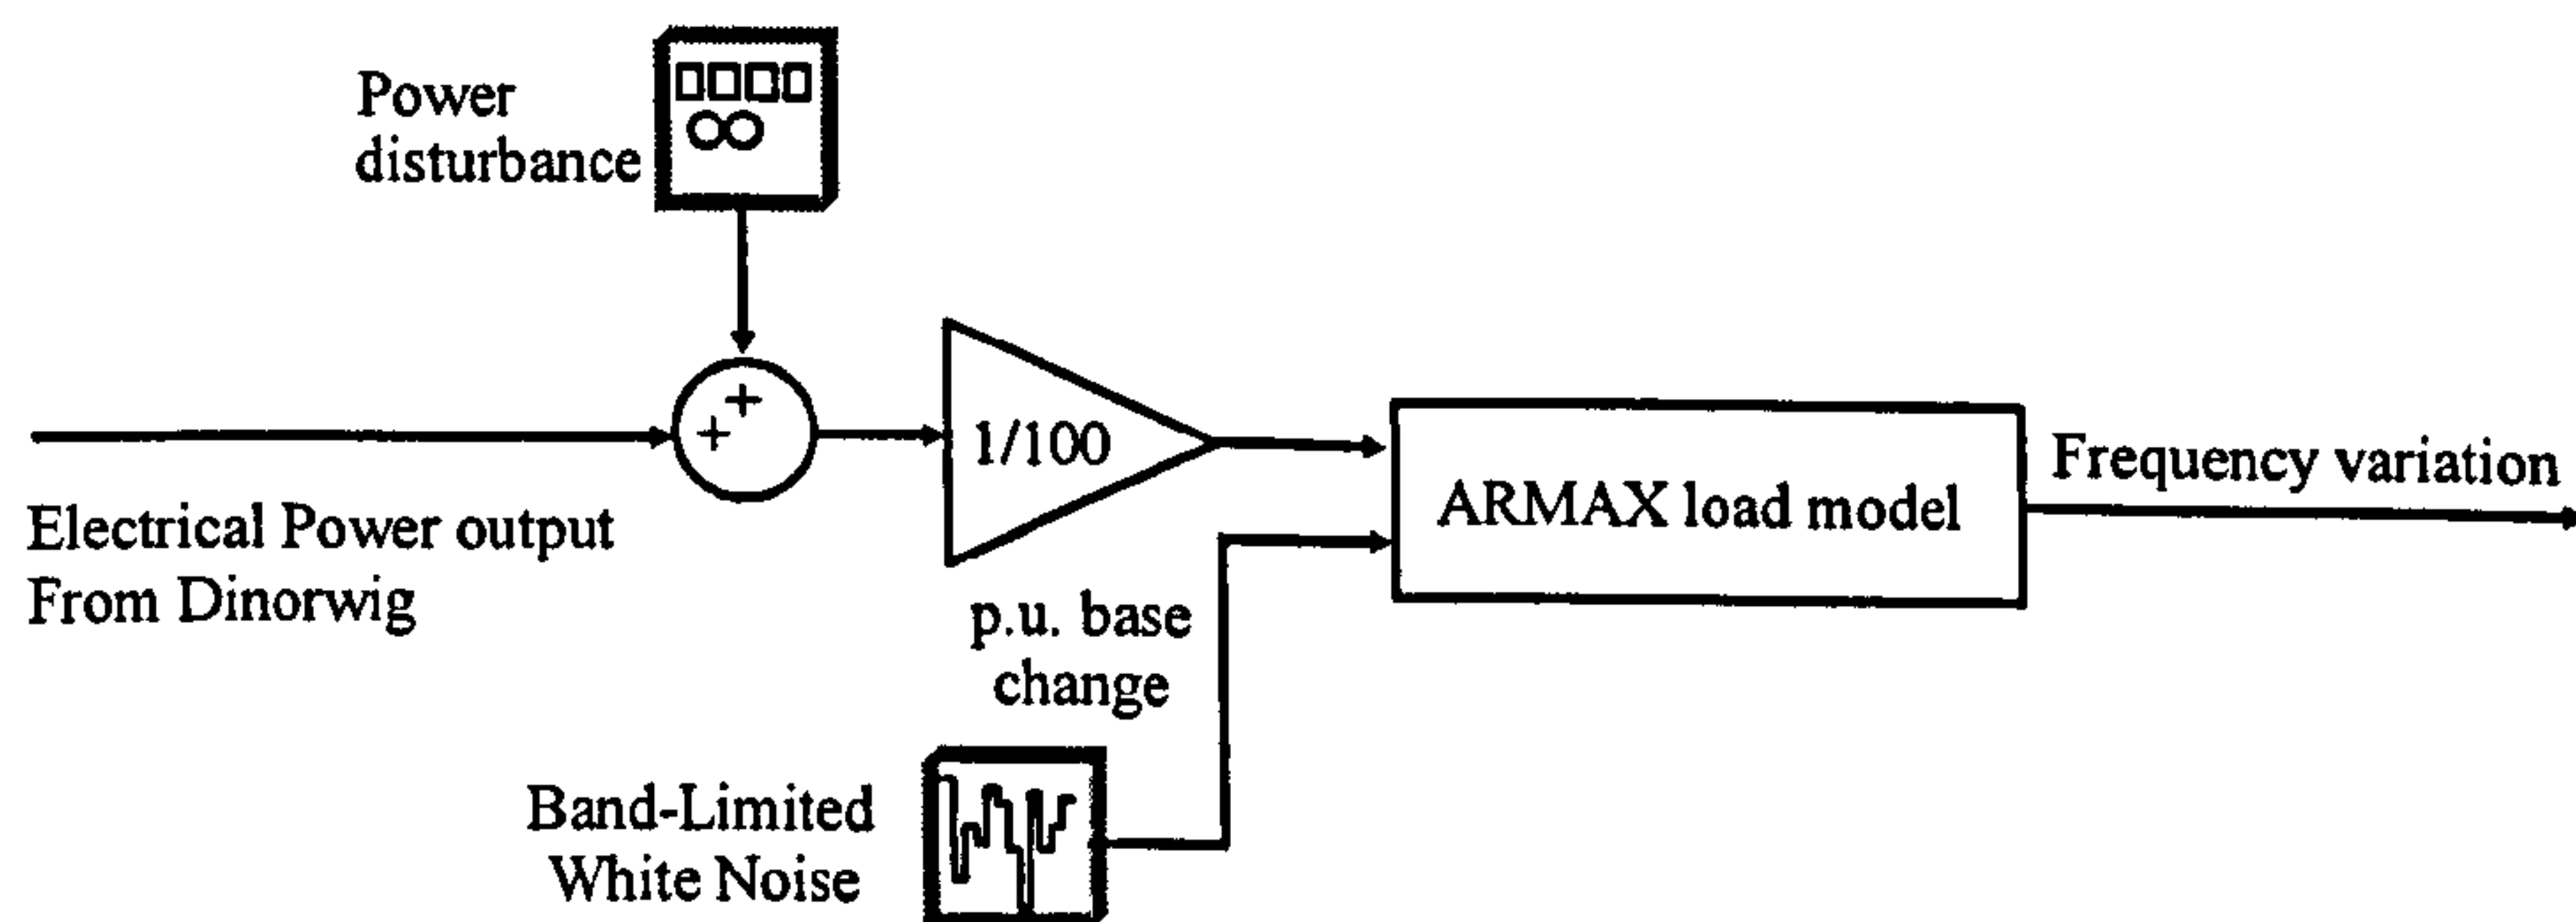 Power
disturbance
+
+
1/100
ARMAX load model
Frequency variation
Electrical Power output
From Dinorwig
p.u. base
change
Band-Limited
White Noise